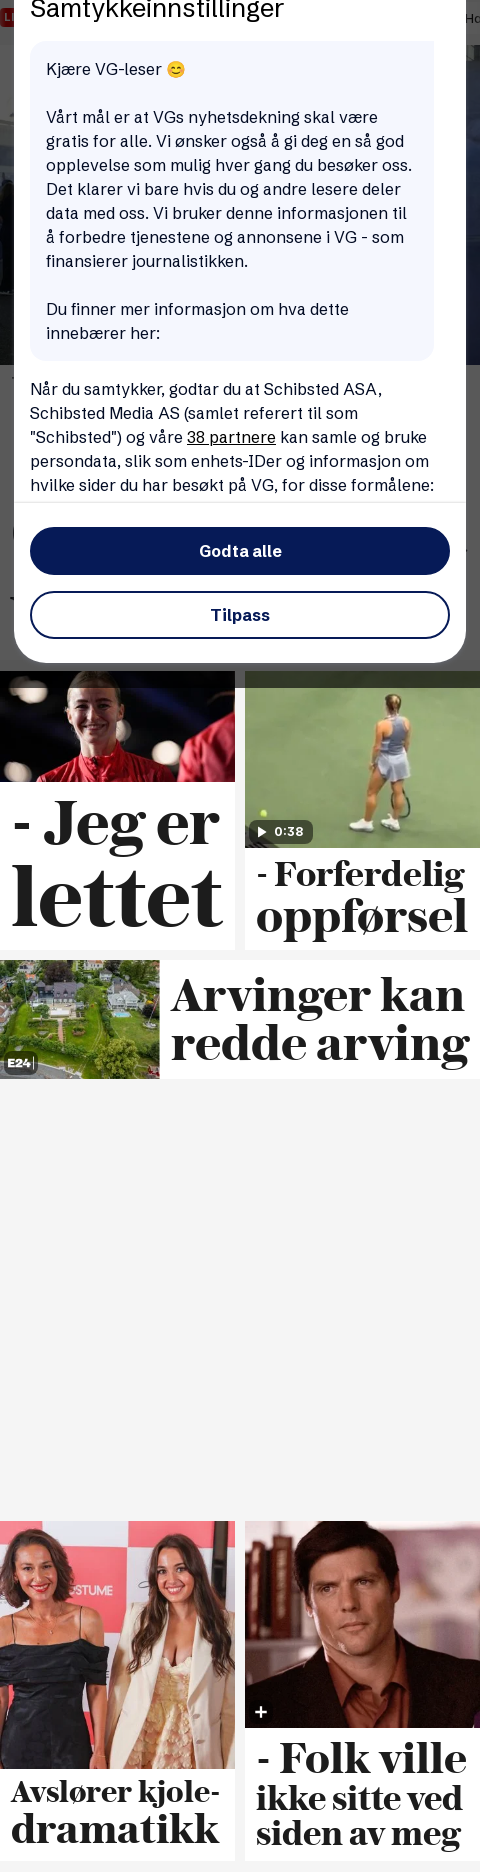 Samtykkeinnstillinger
Kjære VG-leser 😊
Vårt mål er at VGs nyhetsdekning skal være
gratis for alle. Vi ønsker også å gi deg en så god
opplevelse som mulig hver gang du besøker oss.
Det klarer vi bare hvis du og andre lesere deler
data med oss. Vi bruker denne informasjonen til
å forbedre tjenestene og annonsene i VG - som
finansierer journalistikken.
Du finner mer informasjon om hva dette
innebærer her:
Når du samtykker, godtar du at Schibsted ASA,
Schibsted Media AS (samlet referert til som
"Schibsted") og våre 38 partnere kan samle og bruke
persondata, slik som enhets-IDer og informasjon om
hvilke sider du har besøkt på VG, for disse formålene:
Godta alle
Tilpass
- Jeg er
lettet
0:38
- Forferdelig
oppførsel
E24
Arvinger kan
redde arving
OSTUME
Avslører kjole-
dramatikk
- Folk ville
ikke sitte ved
siden av meg